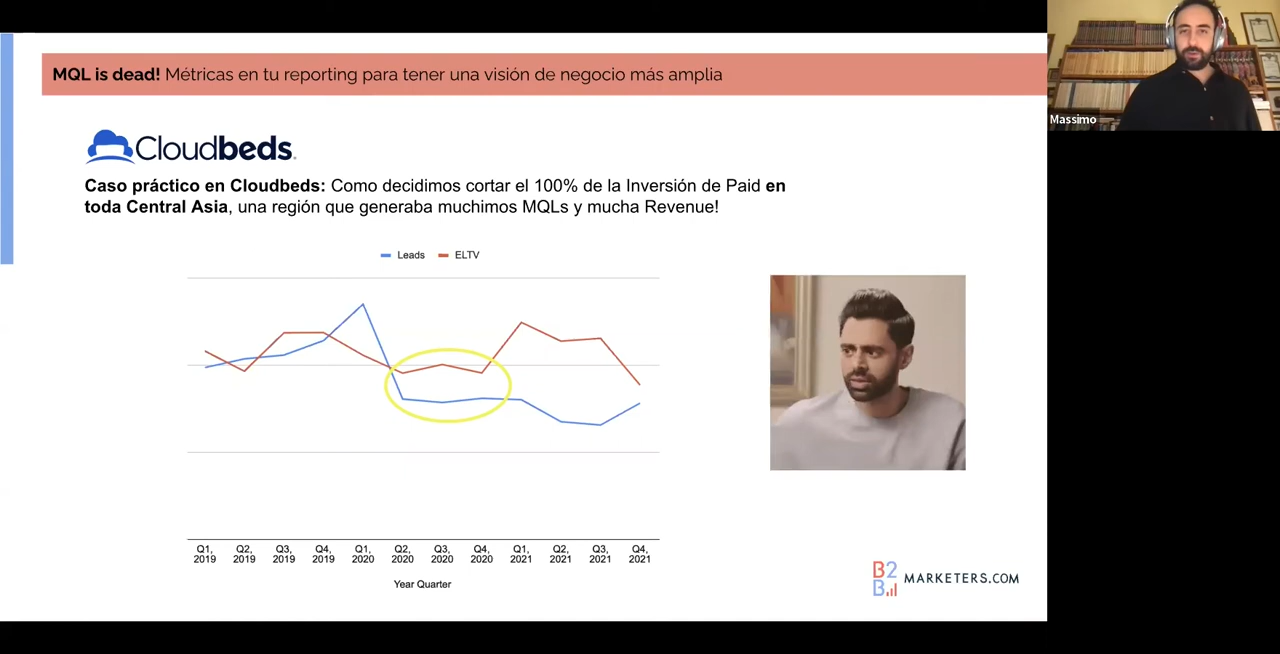 MQL is dead! Métricas en tu reporting para tener una visión de negocio más amplia
Massimo
Cloudbeds.
Caso práctico en Cloudbeds: Como decidimos cortar el 100% de la Inversión de Paid en
toda Central Asia, una región que generaba muchimos MQLs y mucha Revenue!
Leads ELTV
Q1, Q2, Q3, Q4, Q1, Q2, Q3, Q4, Q1, Q2, Q3, Q4,
2019 2019 2019 2019 2020 2020 2020 2020 2021 2021 2021 2021
Year Quarter
B2B MARKETERS.COM